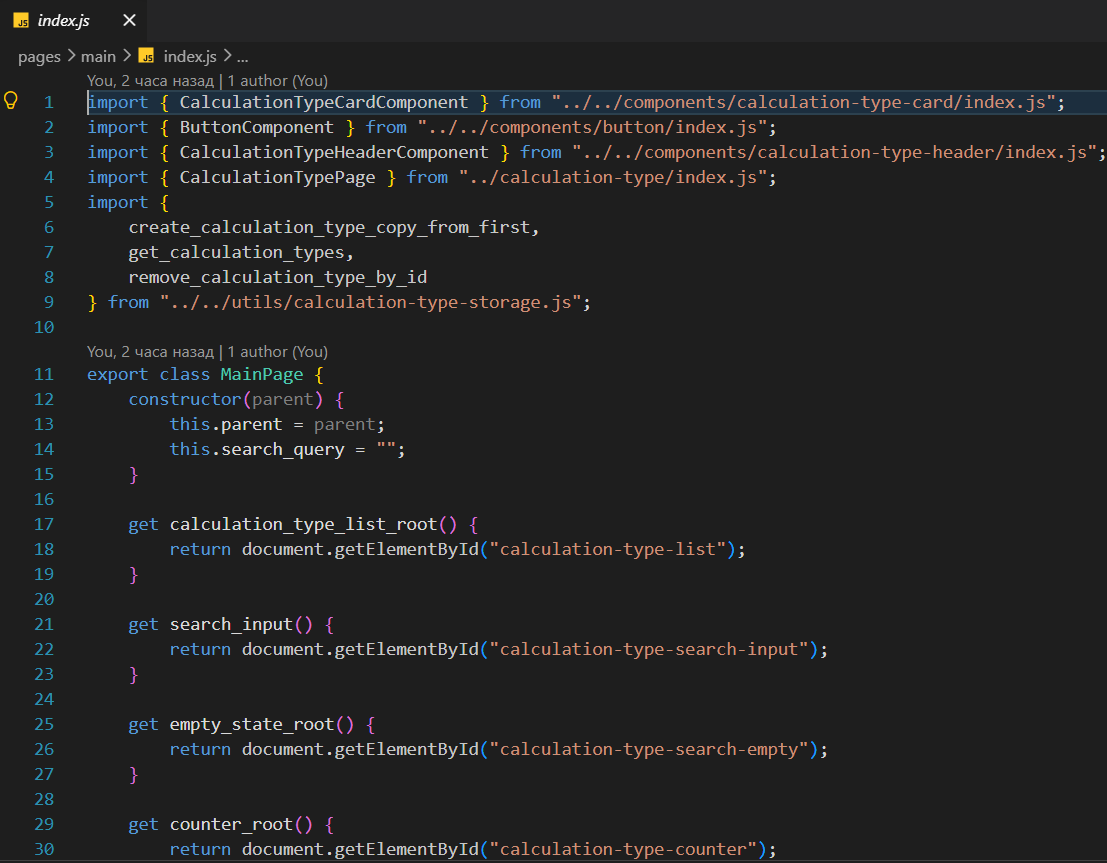 JS index.js ×
pages > main > JS index.js > ...
You, 2 часа назад | 1 author (You)
1 import { CalculationTypeCardComponent } from "../../components/calculation-type-card/index.js";
2 import { ButtonComponent } from "../../components/button/index.js";
3 import { CalculationTypeHeaderComponent } from "../../components/calculation-type-header/index.js";
4 import { CalculationTypePage } from "../calculation-type/index.js";
5 import {
6     create_calculation_type_copy_from_first,
7     get_calculation_types,
8     remove_calculation_type_by_id
9 } from "../../utils/calculation-type-storage.js";
10
You, 2 часа назад | 1 author (You)
11 export class MainPage {
12     constructor(parent) {
13         this.parent = parent;
14         this.search_query = "";
15     }
16
17     get calculation_type_list_root() {
18         return document.getElementById("calculation-type-list");
19     }
20
21     get search_input() {
22         return document.getElementById("calculation-type-search-input");
23     }
24
25     get empty_state_root() {
26         return document.getElementById("calculation-type-search-empty");
27     }
28
29     get counter_root() {
30         return document.getElementById("calculation-type-counter");